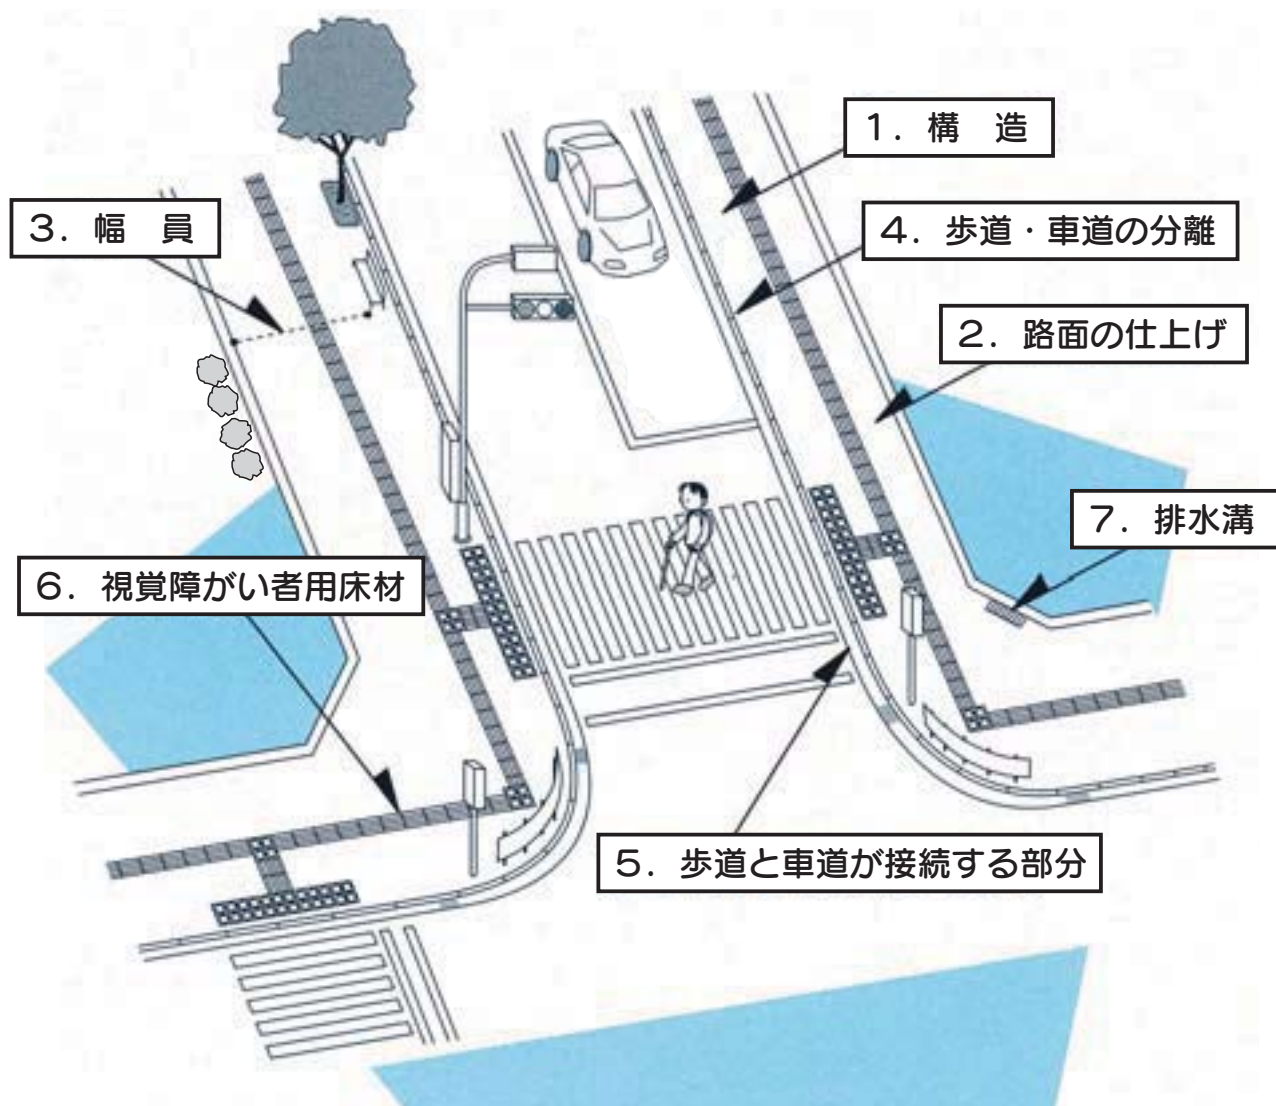 1. 構 造
3. 幅 員
4. 歩道・車道の分離
2. 路面の仕上げ
7. 排水溝
6. 視覚障がい者用床材
5. 歩道と車道が接続する部分